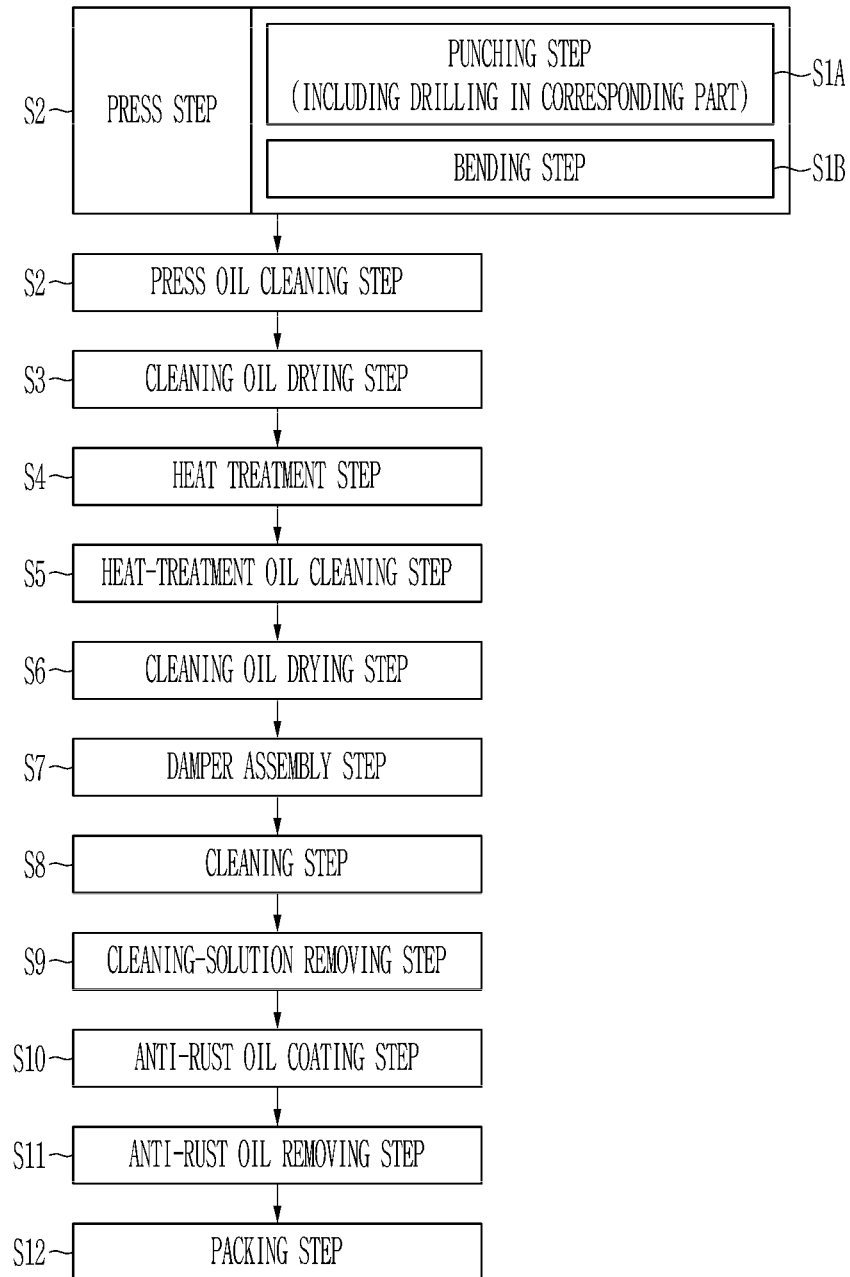 S2
PRESS STEP
PUNCHING STEP
(INCLUDING DRILLING IN CORRESPONDING PART)
S1A
BENDING STEP
S1B
S2
PRESS OIL CLEANING STEP
S3
CLEANING OIL DRYING STEP
S4
HEAT TREATMENT STEP
S5
HEAT-TREATMENT OIL CLEANING STEP
S6
CLEANING OIL DRYING STEP
S7
DAMPER ASSEMBLY STEP
S8
CLEANING STEP
S9
CLEANING-SOLUTION REMOVING STEP
S10
ANTI-RUST OIL COATING STEP
S11
ANTI-RUST OIL REMOVING STEP
S12
PACKING STEP